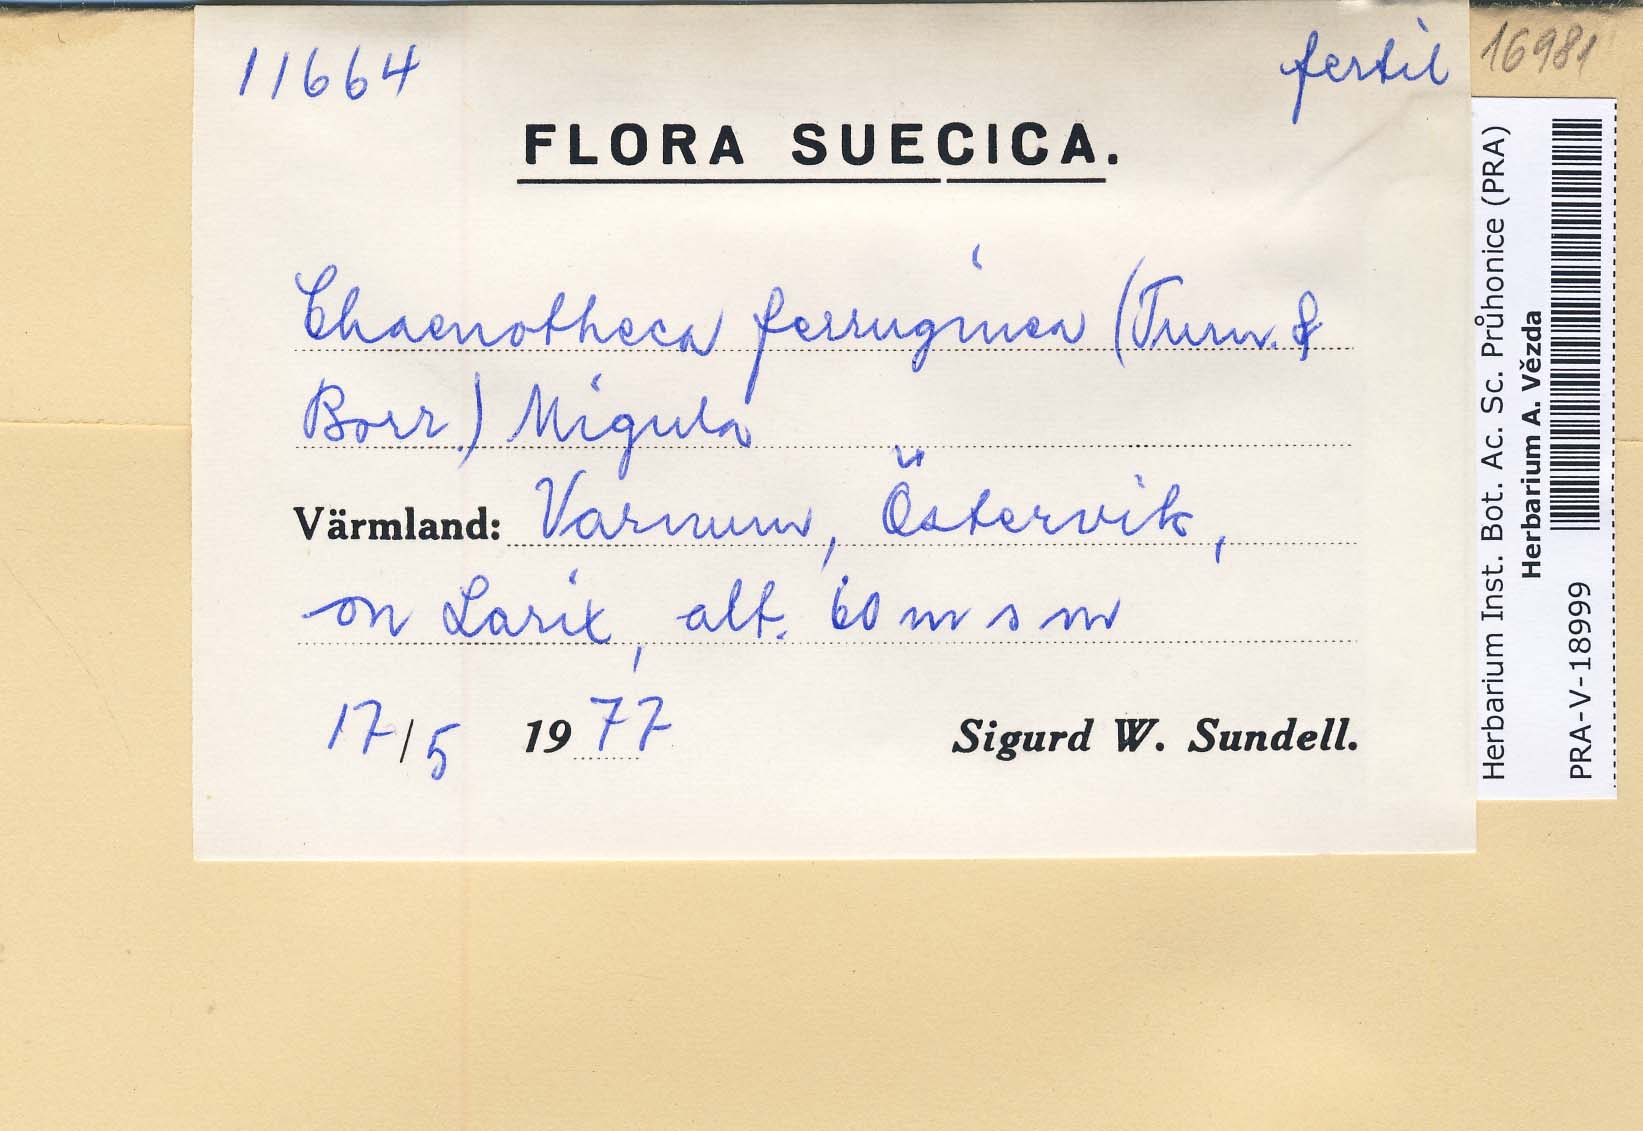 11664
fertil
16981
FLORA SUECICA.
Chaenotheca ferruginea (Turn. &
Borr.) Migula
Värmland: Varnum, Östervik,
on Larix, alt. 60 m s m
17/5 1977
Sigurd W. Sundell.
Herbarium Inst. Bot. Ac. Sc. Průhonice (PRA)
Herbarium A. Vězda
PRA-V-18999